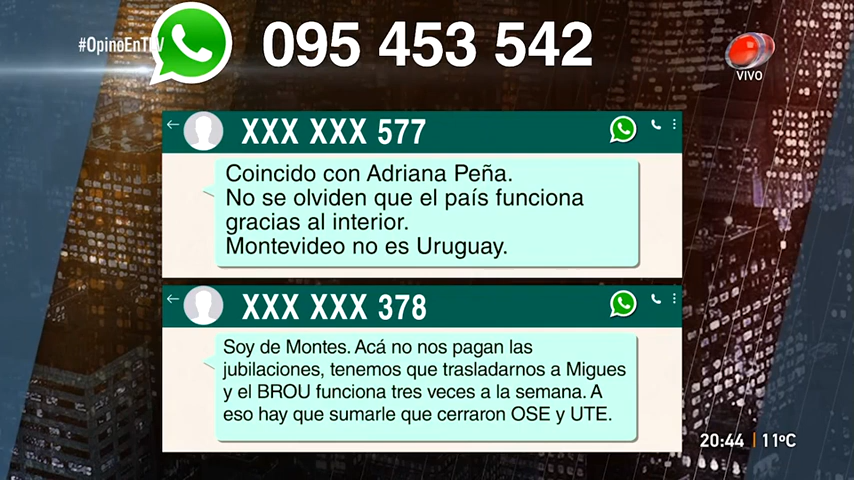 #OpinoEnTLV
095 453 542
VIVO
XXX XXX 577
Coincido con Adriana Peña.
No se olviden que el país funciona
gracias al interior.
Montevideo no es Uruguay.
XXX XXX 378
Soy de Montes. Acá no nos pagan las
jubilaciones, tenemos que trasladarnos a Migues
y el BROU funciona tres veces a la semana. A
eso hay que sumarle que cerraron OSE y UTE.
20:44 11ºC